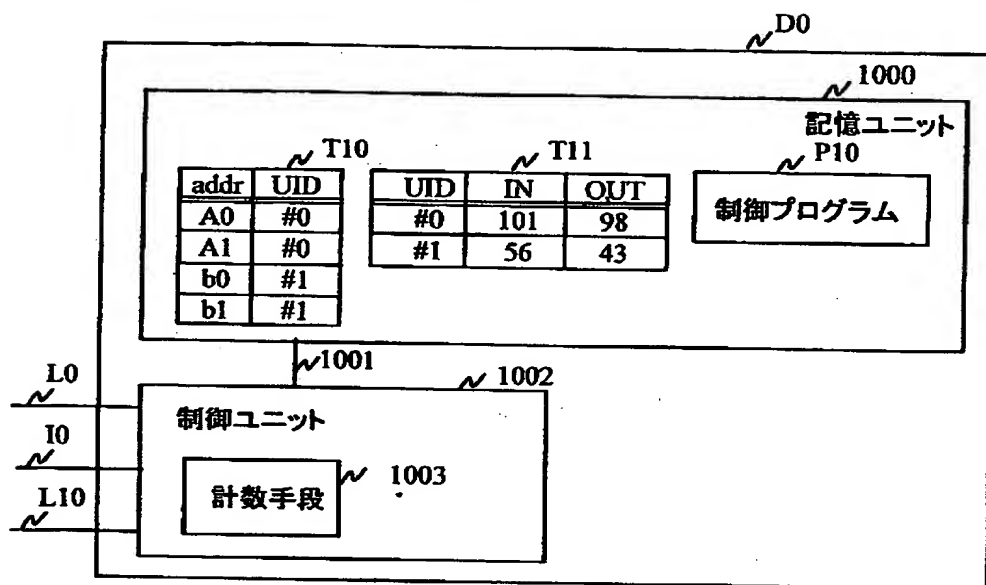 D0
1000
記憶ユニット
T10
T11
P10
addr UID
A0 #0
A1 #0
b0 #1
b1 #1
UID IN OUT
#0 101 98
#1 56 43
制御プログラム
1001
1002
L0
I0
L10
制御ユニット
1003
計数手段